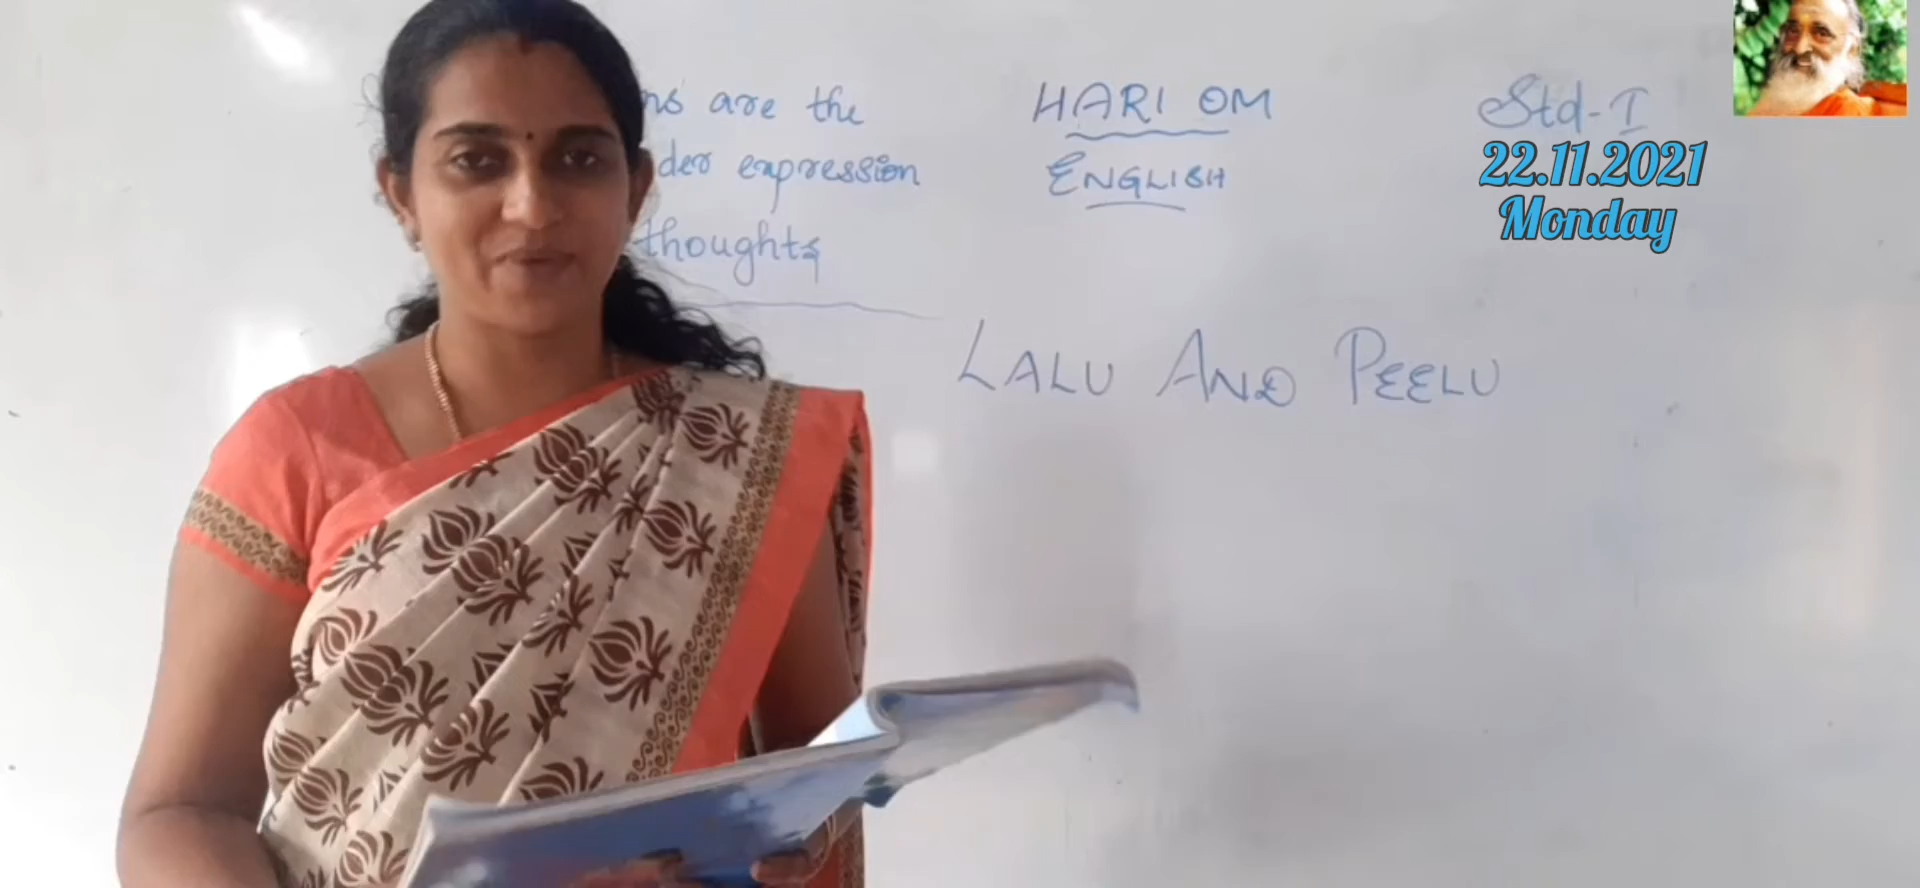 are the
expression
thoughts
HARI OM
ENGLISH
Std-I
22.11.2021
Monday
LALU AND PEELU